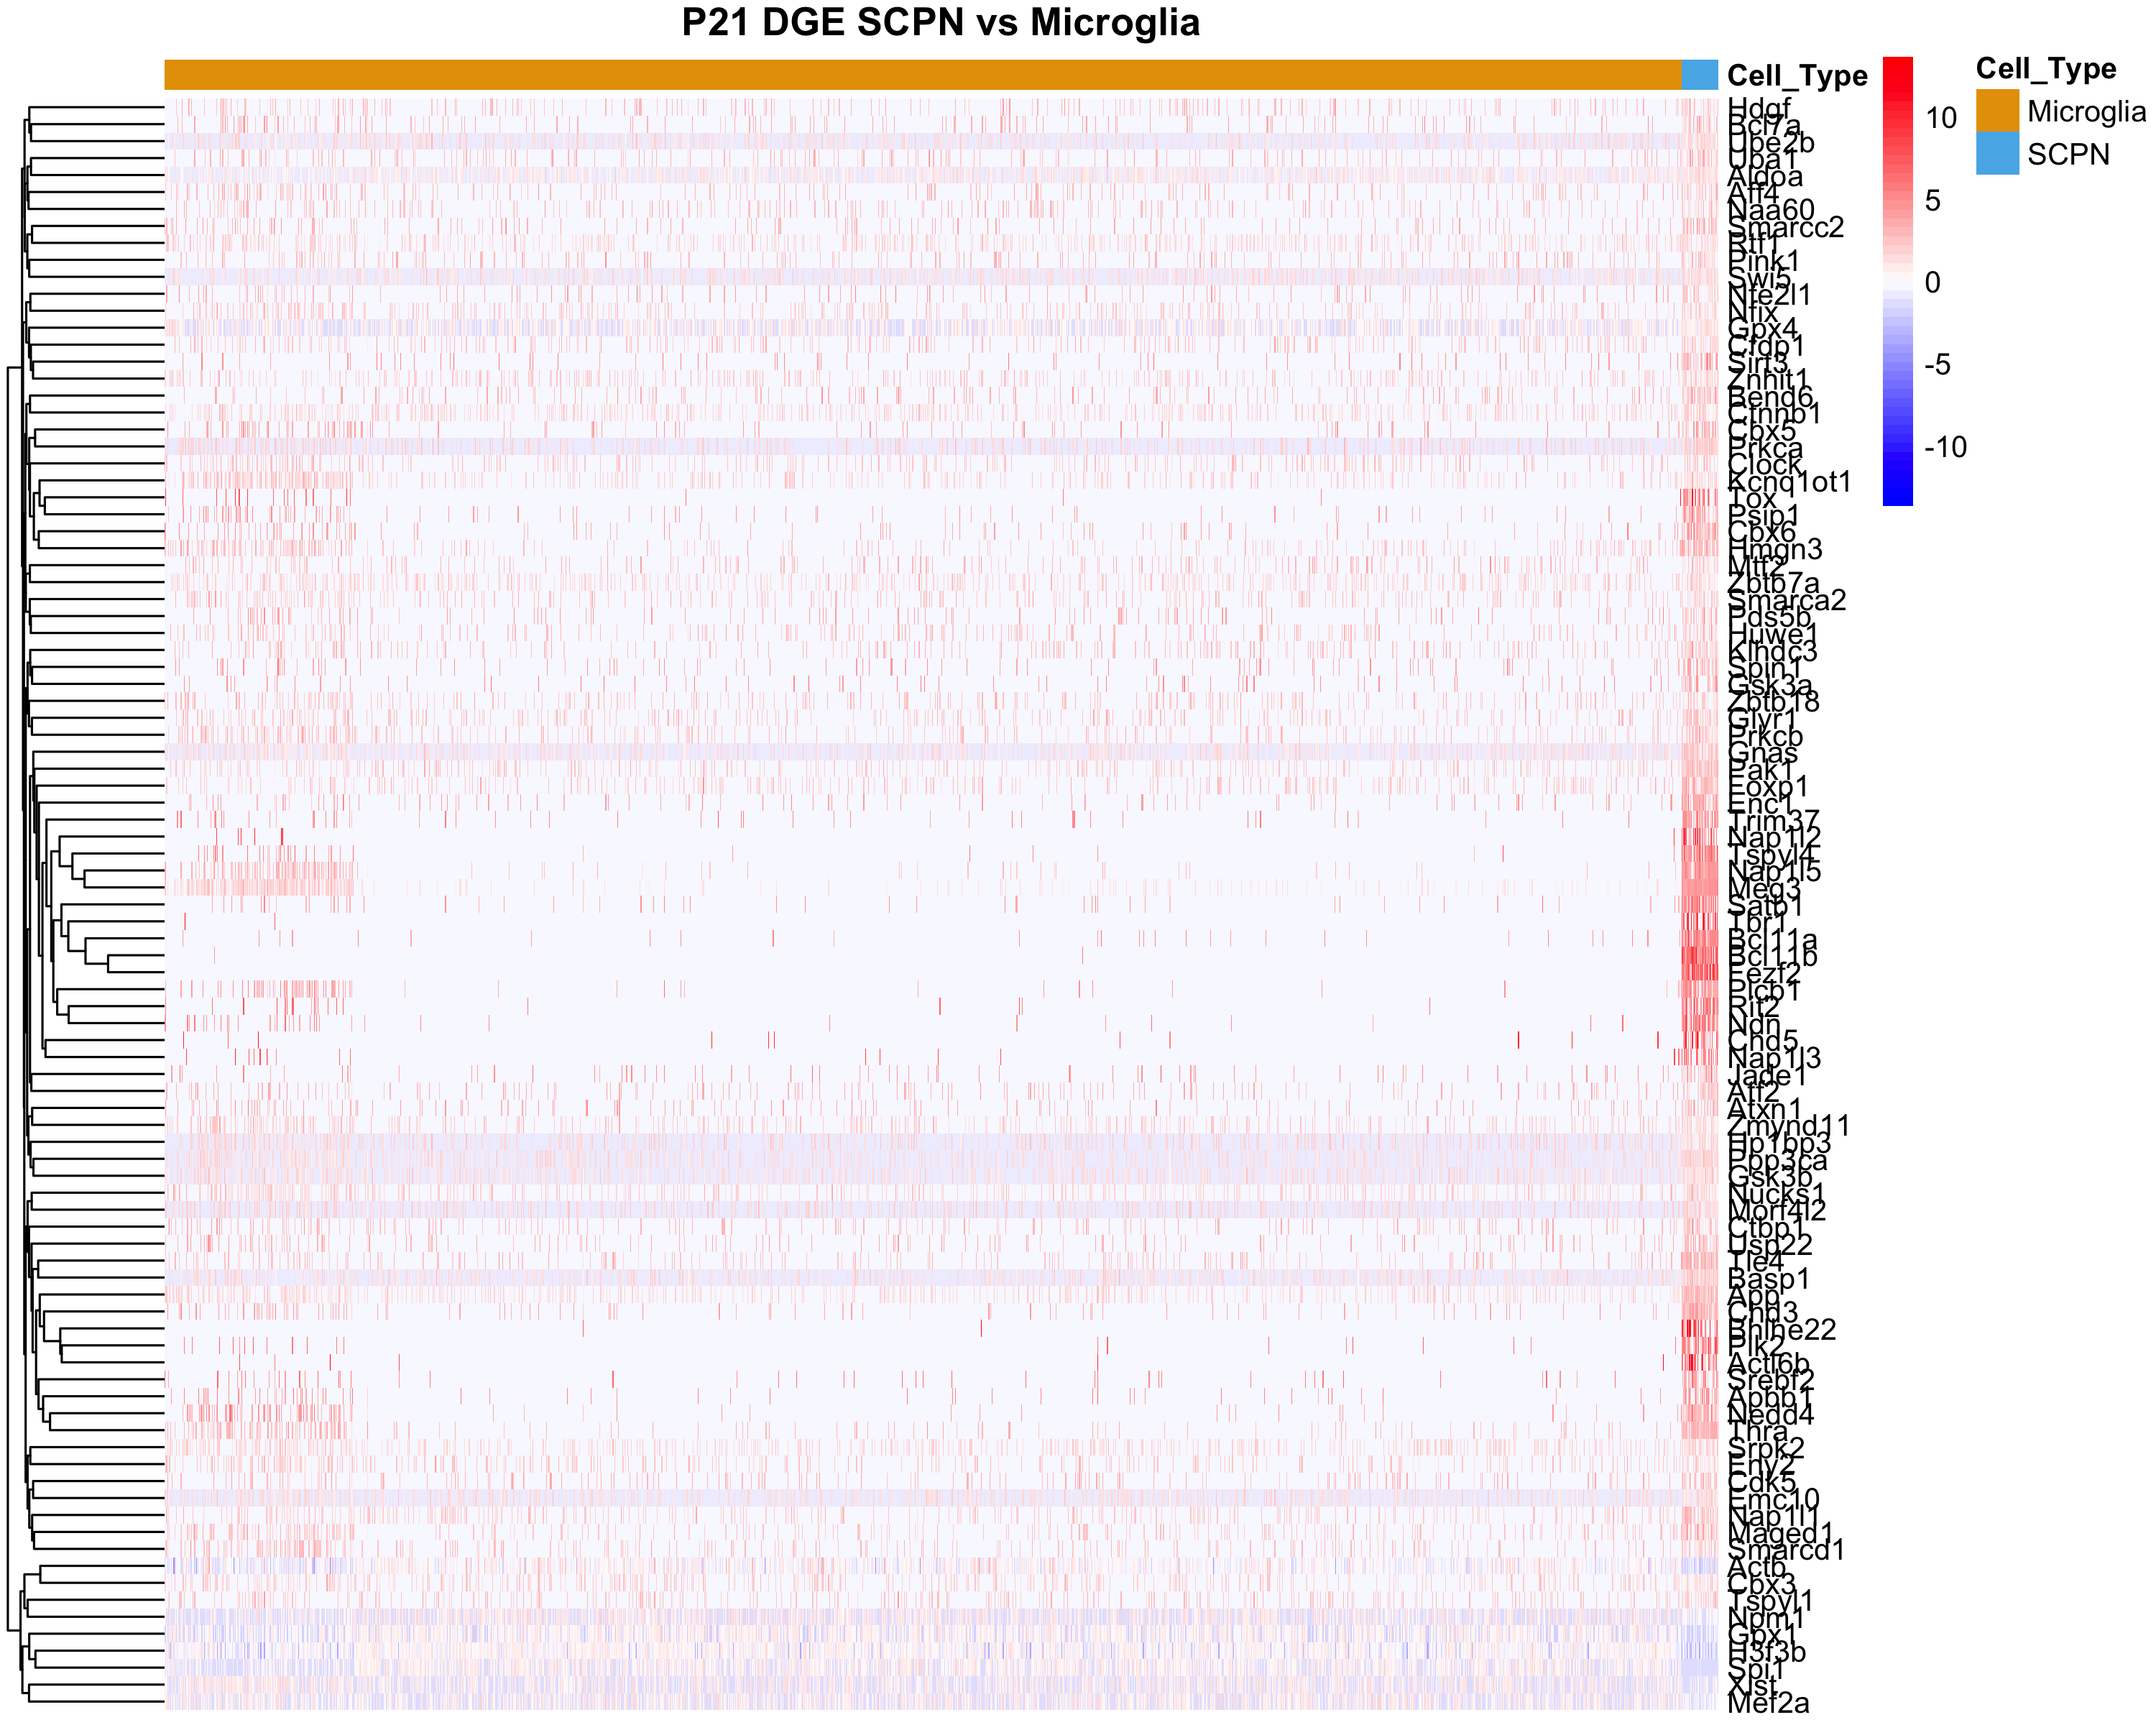 P21 DGE SCPN vs Microglia
Cell_Type
10
5
0
-5
-10
Cell_Type
Microglia
SCPN
Hdgf
Bcl7a
Ube2b
Uba1
Aldoa
Aff4
Naa60
Smarcc2
Rtf1
Pink1
Swi5
Nfe2l1
Nfix
Gpx4
Cfdp1
Sirt3
Znhit1
Bend6
Ctnnb1
Cbx5
Prkca
Clock
Kcnq1ot1
Tox
Psip1
Cbx6
Hmgn3
Mtf2
Zbtb7a
Smarca2
Pds5b
Huwe1
Klhdc3
Spin1
Gsk3a
Zbtb18
Glyr1
Prkcb
Gnas
Pak1
Foxp1
Enc1
Trim37
Nap1l2
Tspyl4
Nap1l5
Meg3
Satb1
Tbr1
Bcl11a
Bcl11b
Fezf2
Plcb1
Rit2
Ndn
Chd5
Nap1l3
Jade1
Aff2
Atxn1
Zmynd11
Hp1bp3
Ppp3ca
Gsk3b
Nucks1
Morf4l2
Ctbp1
Usp22
Tle4
Basp1
App
Chd3
Bhlhe22
Plk2
Actl6b
Srebf2
Apbb1
Nedd4
Thra
Srpk2
Eny2
Cdk5
Emc10
Nap1l1
Maged1
Smarcd1
Actb
Cbx3
Tspyl1
Npm1
Gpx1
H3f3b
Spi1
Xist
Mef2a